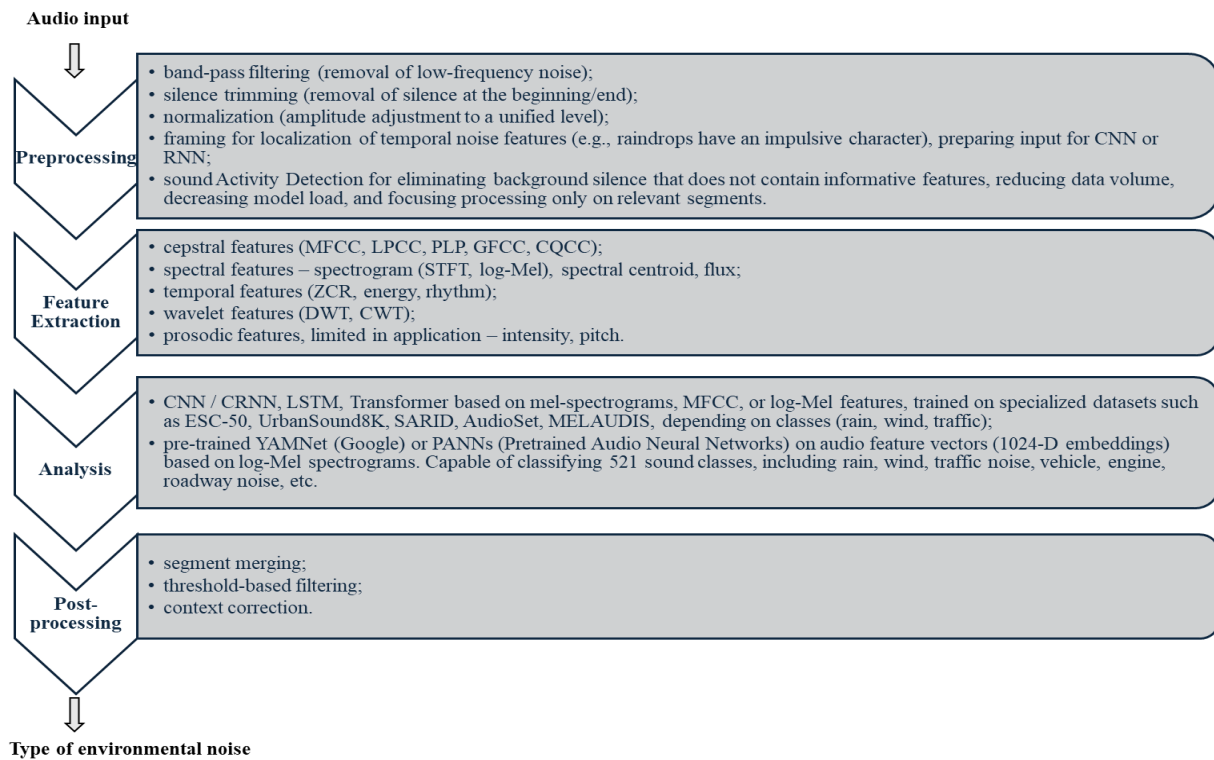 Audio input
Preprocessing
• band-pass filtering (removal of low-frequency noise);
• silence trimming (removal of silence at the beginning/end);
• normalization (amplitude adjustment to a unified level);
• framing for localization of temporal noise features (e.g., raindrops have an impulsive character), preparing input for CNN or
RNN;
• sound Activity Detection for eliminating background silence that does not contain informative features, reducing data volume,
decreasing model load, and focusing processing only on relevant segments.
Feature
Extraction
• cepstral features (MFCC, LPCC, PLP, GFCC, CQCC);
• spectral features – spectrogram (STFT, log-Mel), spectral centroid, flux;
• temporal features (ZCR, energy, rhythm);
• wavelet features (DWT, CWT);
• prosodic features, limited in application – intensity, pitch.
Analysis
• CNN / CRNN, LSTM, Transformer based on mel-spectrograms, MFCC, or log-Mel features, trained on specialized datasets such
as ESC-50, UrbanSound8K, SARID, AudioSet, MELAUDIS, depending on classes (rain, wind, traffic);
• pre-trained YAMNet (Google) or PANNs (Pretrained Audio Neural Networks) on audio feature vectors (1024-D embeddings)
based on log-Mel spectrograms. Capable of classifying 521 sound classes, including rain, wind, traffic noise, vehicle, engine,
roadway noise, etc.
Post-
processing
• segment merging;
• threshold-based filtering;
• context correction.
Type of environmental noise